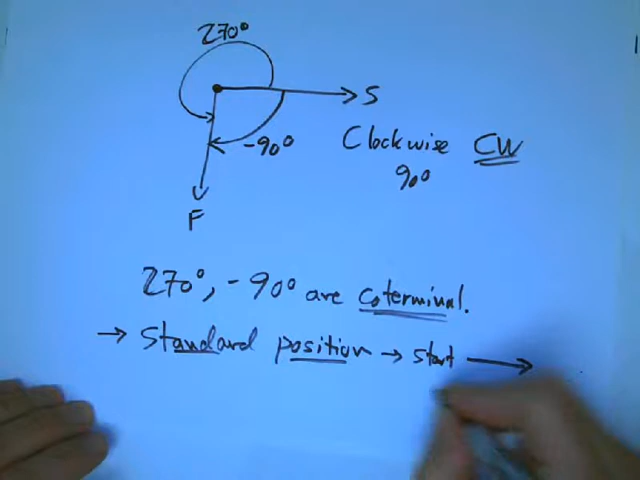 270°
S
-90°
Clockwise CW
90°
F
270°, -90° are coterminal.
→ Standard position → start →